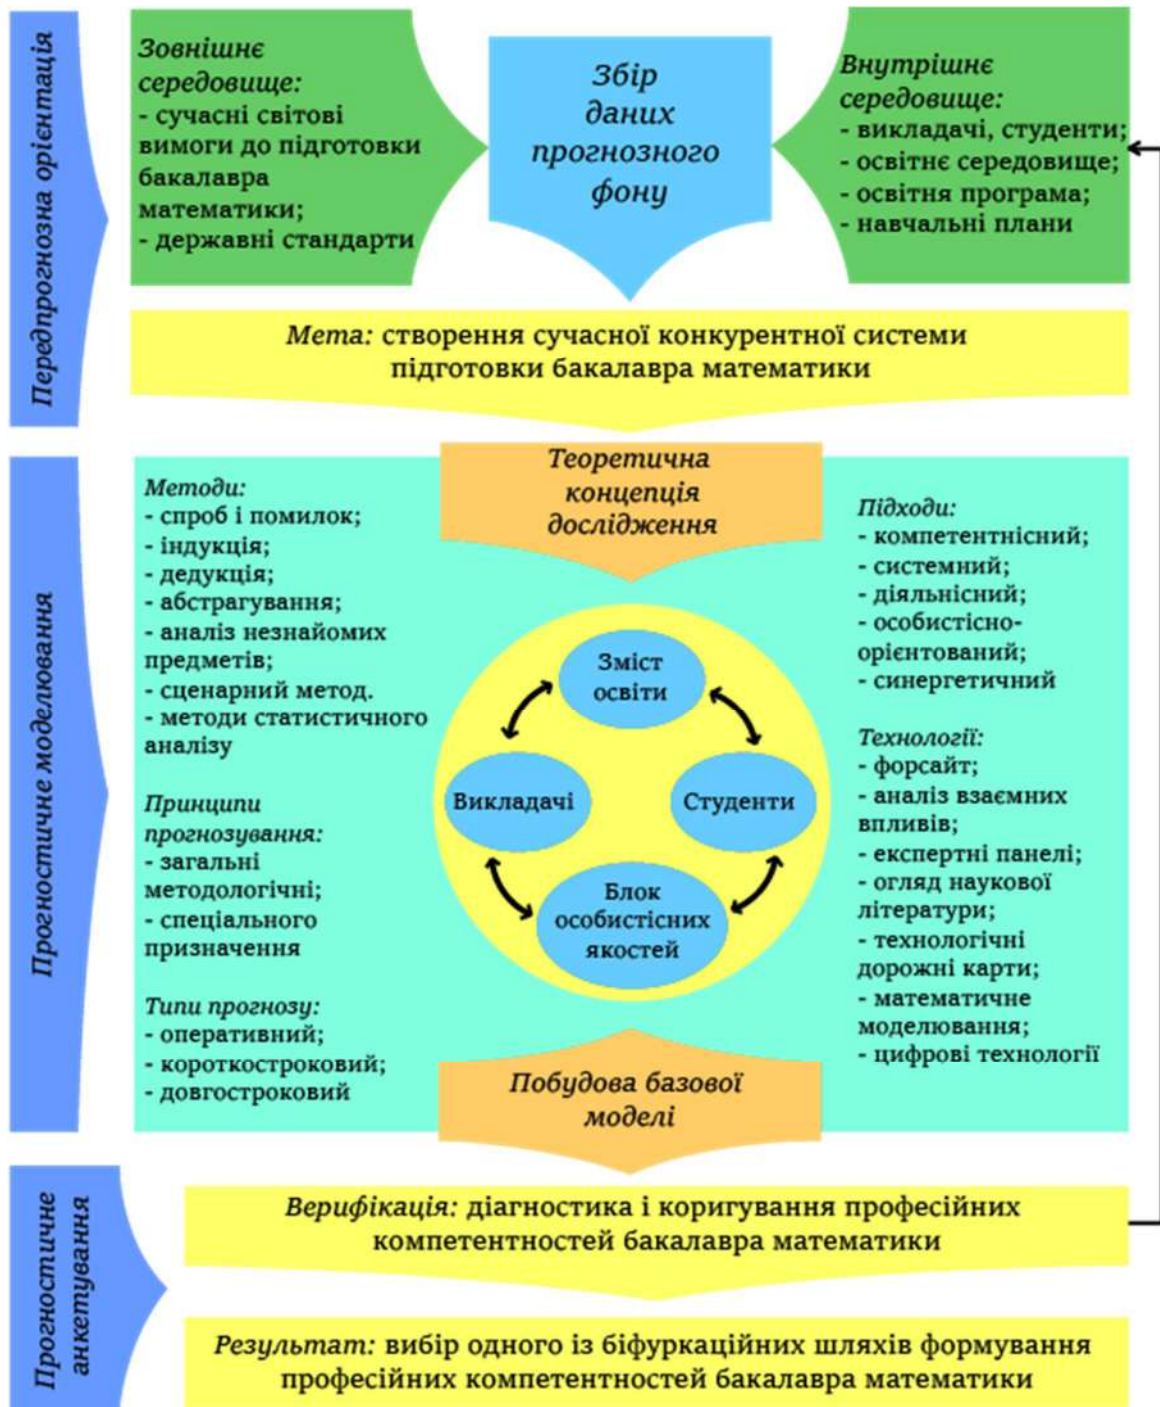 Передпрогнозна орієнтація
Зовнішнє
середовище:
- сучасні світові
вимоги до підготовки
бакалавра
математики;
- державні стандарти
Збір
даних
прогнозного
фону
Внутрішнє
середовище:
- викладачі, студенти;
- освітнє середовище;
- освітня програма;
- навчальні плани
Мета: створення сучасної конкурентної системи
підготовки бакалавра математики
Прогностичне моделювання
Теоретична
концепція
дослідження
Методи:
- спроб і помилок;
- індукція;
- дедукція;
- абстрагування;
- аналіз незнайомих
предметів;
- сценарний метод.
- методи статистичного
аналізу
Принципи
прогнозування:
- загальні
методологічні;
- спеціального
призначення
Типи прогнозу:
- оперативний;
- короткостроковий;
- довгостроковий
Зміст
освіти
Викладачі
Студенти
Блок
особистісних
якостей
Підходи:
- компетентнісний;
- системний;
- діяльнісний;
- особистісно-
орієнтований;
- синергетичний
Технології:
- форсайт;
- аналіз взаємних
впливів;
- експертні панелі;
- огляд наукової
літератури;
- технологічні
дорожні карти;
- математичне
моделювання;
- цифрові технології
Побудова базової
моделі
Прогностичне
анкетування
Верифікація: діагностика і коригування професійних
компетентностей бакалавра математики
Результат: вибір одного із біфуркаційних шляхів формування
професійних компетентностей бакалавра математики